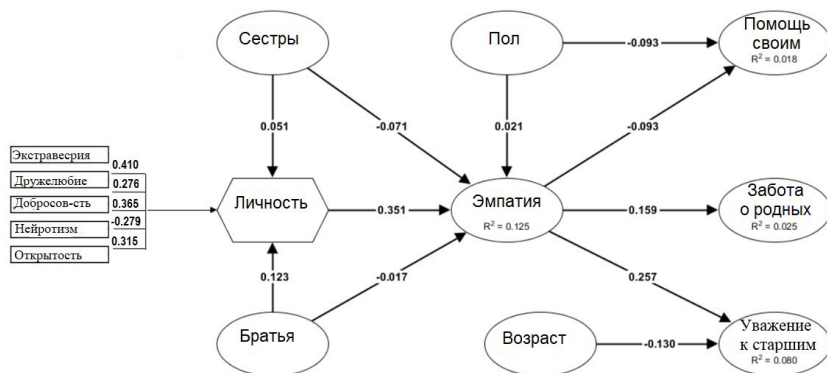 Сестры
Пол
Помощь
своим
R² = 0.018
-0.093
0.051
-0.071
0.021
-0.093
Экстравесрия
0.410
Дружелюбие
0.276
Добросов-сть
0.365
Нейротизм
-0.279
Открытость
0.315
Личность
0.351
Эмпатия
R² = 0.125
0.159
Забота
о родных
R² = 0.025
0.123
-0.017
0.257
Братья
Возраст
-0.130
Уважение
к старшим
R² = 0.080